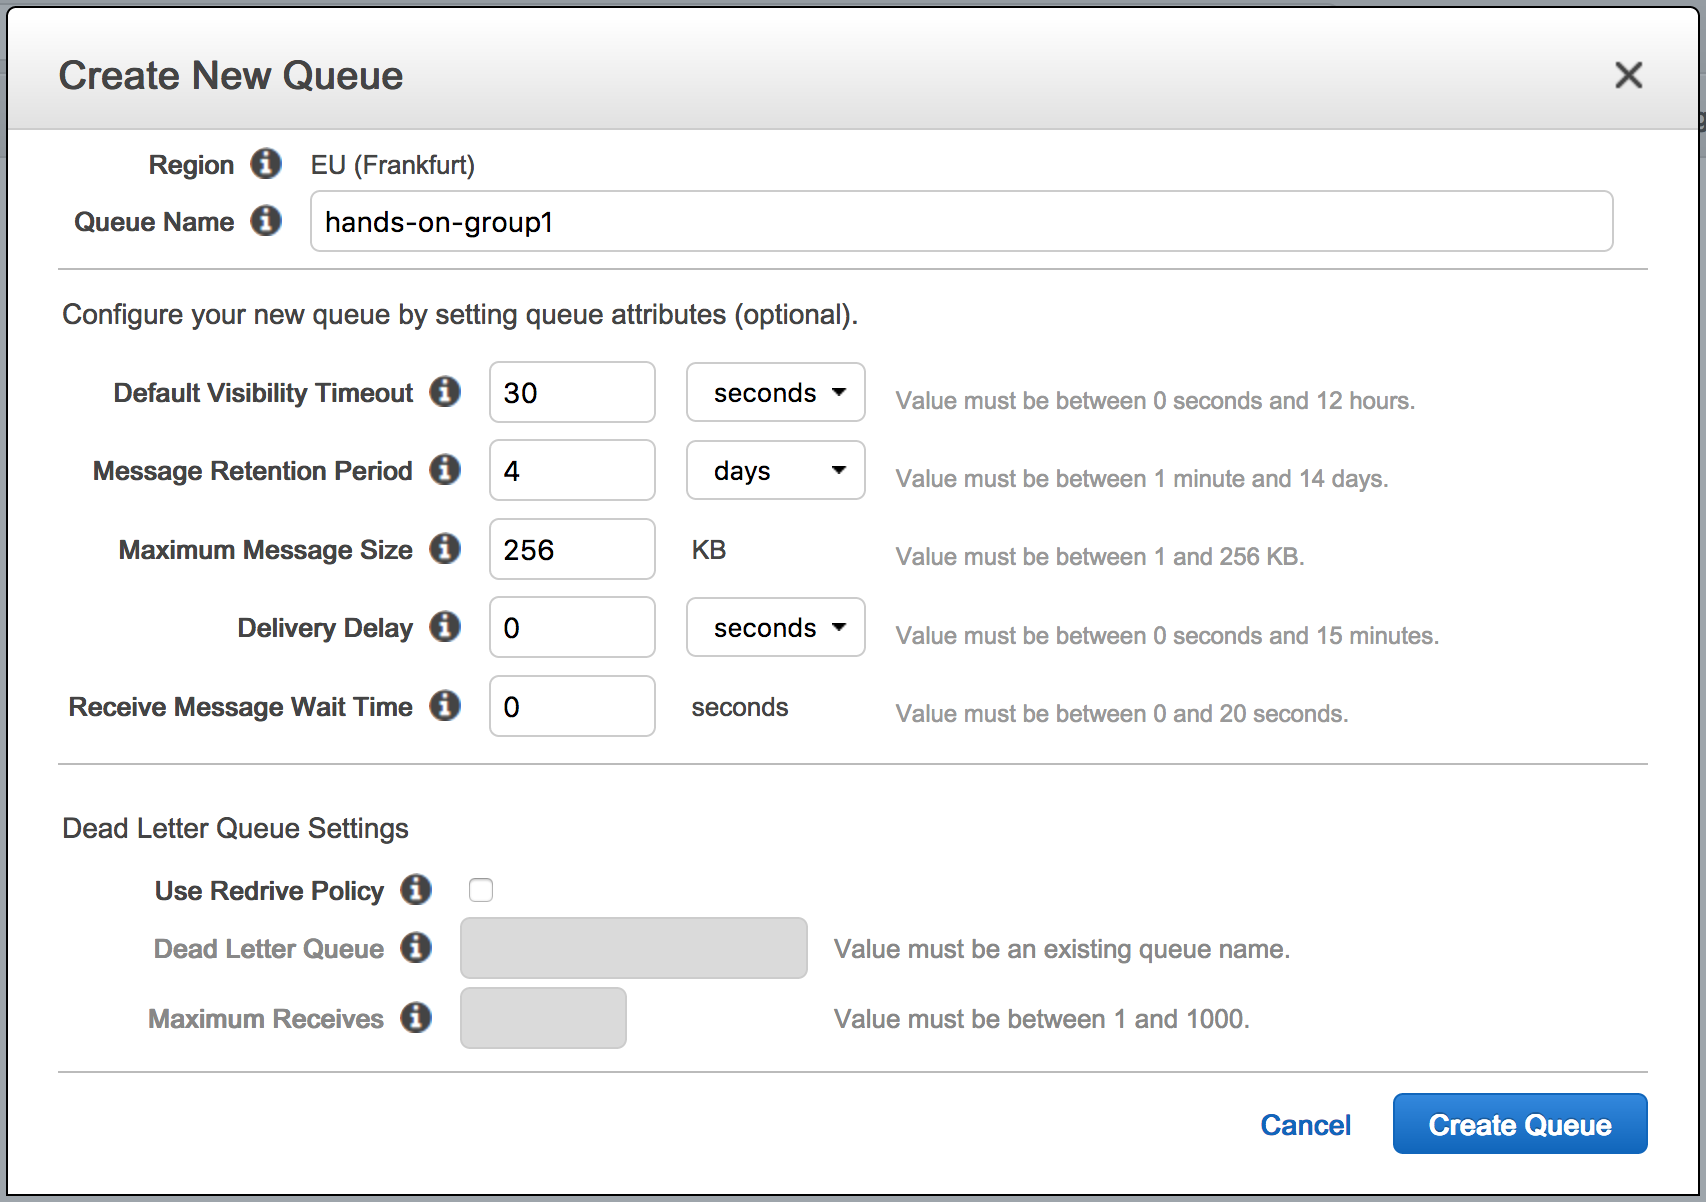 Create New Queue
Region EU (Frankfurt)
Queue Name hands-on-group1
Configure your new queue by setting queue attributes (optional).
Default Visibility Timeout 30 seconds Value must be between 0 seconds and 12 hours.
Message Retention Period 4 days Value must be between 1 minute and 14 days.
Maximum Message Size 256 KB Value must be between 1 and 256 KB.
Delivery Delay 0 seconds Value must be between 0 seconds and 15 minutes.
Receive Message Wait Time 0 seconds Value must be between 0 and 20 seconds.
Dead Letter Queue Settings
Use Redrive Policy
Dead Letter Queue Value must be an existing queue name.
Maximum Receives Value must be between 1 and 1000.
Cancel Create Queue